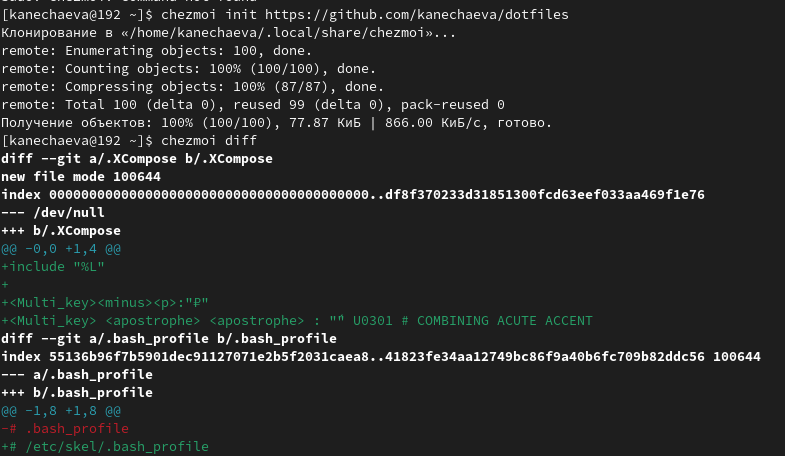 [kanechaeva@192 ~]$ chezmoi init https://github.com/kanechaeva/dotfiles
Клонирование в «/home/kanechaeva/.local/share/chezmoi»...
remote: Enumerating objects: 100, done.
remote: Counting objects: 100% (100/100), done.
remote: Compressing objects: 100% (87/87), done.
remote: Total 100 (delta 0), reused 99 (delta 0), pack-reused 0
Получение объектов: 100% (100/100), 77.87 КиБ | 866.00 КиБ/с, готово.
[kanechaeva@192 ~]$ chezmoi diff
diff --git a/.XCompose b/.XCompose
new file mode 100644
index 0000000000000000000000000000000000000000..df8f370233d31851300fcd63eef033aa469f1e76
--- /dev/null
+++ b/.XCompose
@@ -0,0 +1,4 @@
+include "%L"
+
+<Multi_key><minus><p>:"₽"
+<Multi_key> <apostrophe> <apostrophe> : "́" U0301 # COMBINING ACUTE ACCENT
diff --git a/.bash_profile b/.bash_profile
index 55136b96f7b5901dec91127071e2b5f2031caea8..41823fe34aa12749bc86f9a40b6fc709b82ddc56 100644
--- a/.bash_profile
+++ b/.bash_profile
@@ -1,8 +1,8 @@
-# .bash_profile
+# /etc/skel/.bash_profile